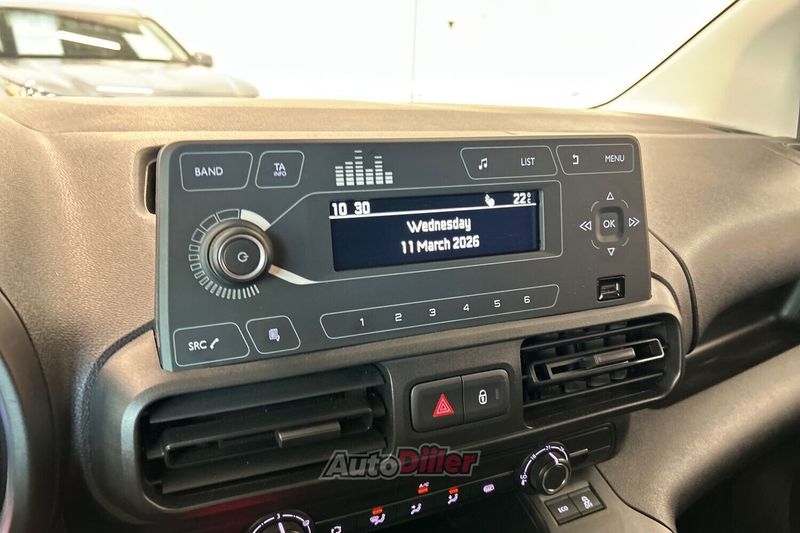 BAND
TA
INFO
LIST
MENU
10 30
22°C
Wednesday
11 March 2026
OK
1 2 3 4 5 6
SRC
AutoDiller
A/C
ECO
OFF